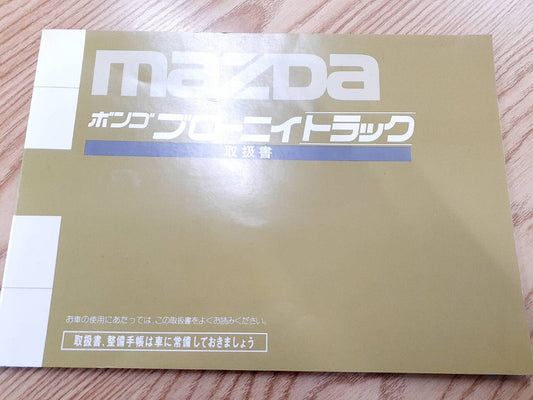 mazda
ボンゴ ブローニィトラック
取扱書
お車の使用にあたっては、この取扱書をよくお読みください。
取扱書、整備手帳は車に常備しておきましょう